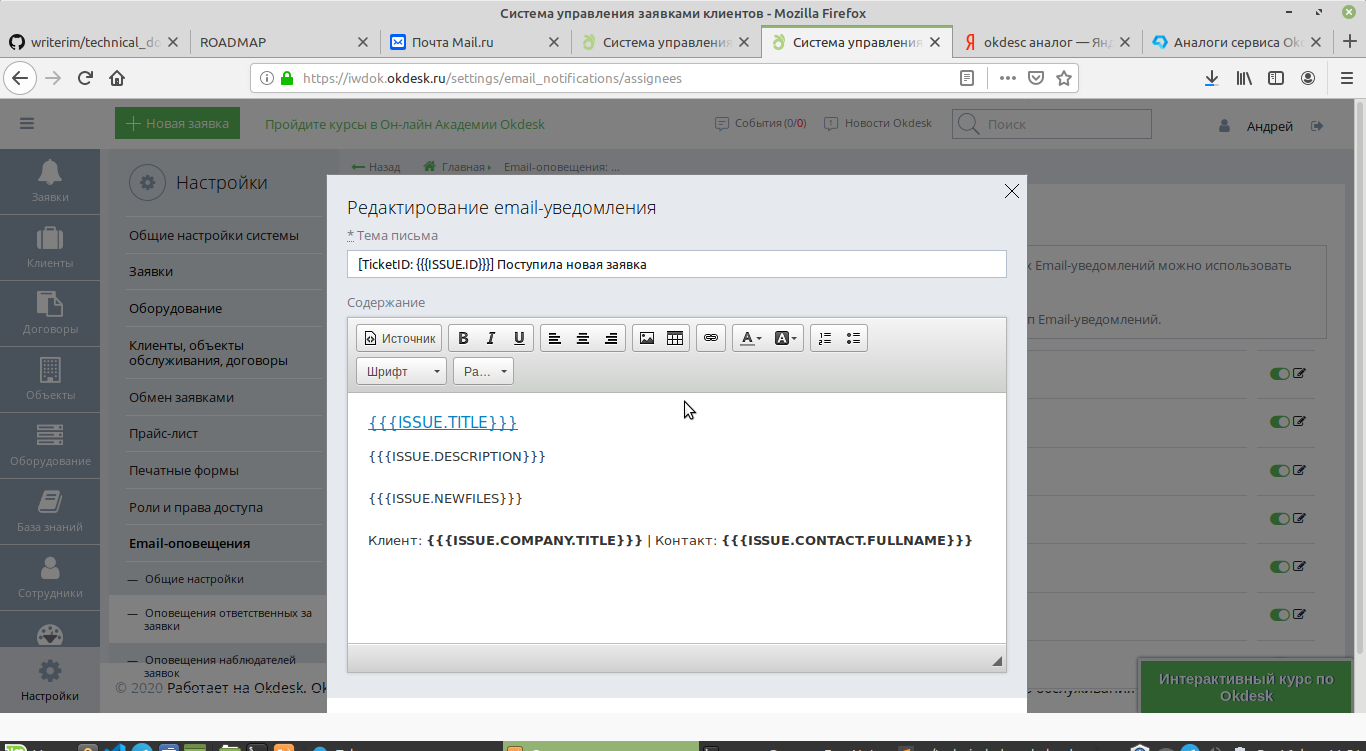 Система управления заявками клиентов - Mozilla Firefox
writerim/technical_do
ROADMAP
Почта Mail.ru
Система управления
Система управления
okdesc аналог — Янд
Аналоги сервиса Okd
https://iwdok.okdesk.ru/settings/email_notifications/assignees
Новая заявка
Пройдите курсы в Он-лайн Академии Okdesk
События (0/0)
Новости Okdesk
Поиск
Андрей
Заявки
Клиенты
Договоры
Объекты
Оборудование
База знаний
Сотрудники
Настройки
Настройки
Общие настройки системы
Заявки
Оборудование
Клиенты, объекты
обслуживания, договоры
Обмен заявками
Прайс-лист
Печатные формы
Роли и права доступа
Email-оповещения
— Общие настройки
— Оповещения ответственных за
заявки
— Оповещения наблюдателей
заявок
Назад
Главная
Email-оповещения: ...
х Email-уведомлений можно использовать
п Email-уведомлений.
Редактирование email-уведомления
* Тема письма
[TicketID: {{{ISSUE.ID}}}] Поступила новая заявка
Содержание
Источник
B I U
A A
Шрифт
Ра...
{{{ISSUE.TITLE}}}
{{{ISSUE.DESCRIPTION}}}
{{{ISSUE.NEWFILES}}}
Клиент: {{{ISSUE.COMPANY.TITLE}}} | Контакт: {{{ISSUE.CONTACT.FULLNAME}}}
© 2020 Работает на Okdesk. Ok
Интерактивный курс по
Okdesk